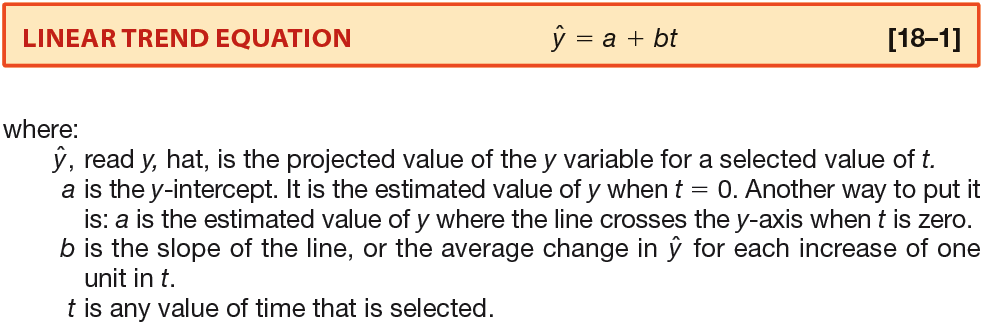 LINEAR TREND EQUATION ŷ = a + bt [18–1]
where:
ŷ, read y, hat, is the projected value of the y variable for a selected value of t.
a is the y-intercept. It is the estimated value of y when t = 0. Another way to put it
is: a is the estimated value of y where the line crosses the y-axis when t is zero.
b is the slope of the line, or the average change in ŷ for each increase of one
unit in t.
t is any value of time that is selected.